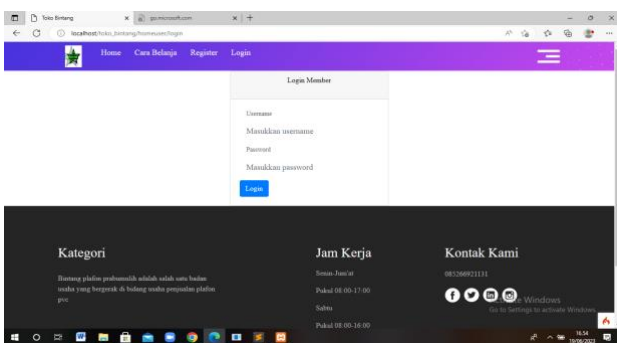 Toko Bintang
go.microsoft.com
localhost/toko_bintang/homeuser/login
Home Cara Belanja Register Login
Login Member
Username
Masukkan username
Password
Masukkan password
Login
Kategori
Bintang plafon prabumulih adalah salah satu badan
usaha yang bergerak di bidang usaha penjualan plafon
pvc
Jam Kerja
Senin-Jum'at
Pukul 08.00-17.00
Sabtu
Pukul 08.00-16.00
Kontak Kami
085266921131
Activate Windows
Go to Settings to activate Windows.
16.54
19/06/2023